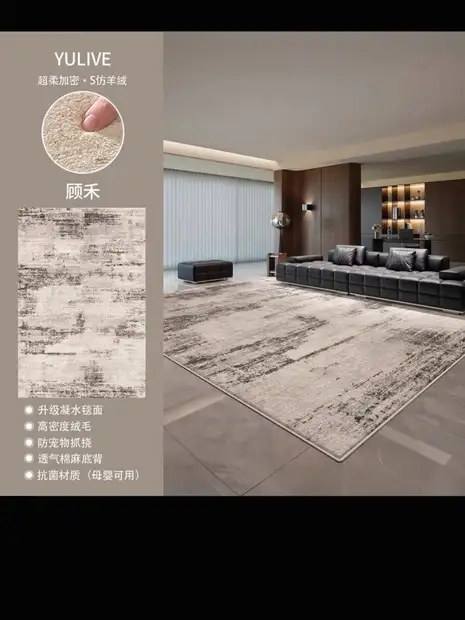 YULIVE
超柔加密·S仿羊绒
顾禾
升级凝水毯面
高密度绒毛
防宠物抓挠
透气棉麻底背
抗菌材质（母婴可用）